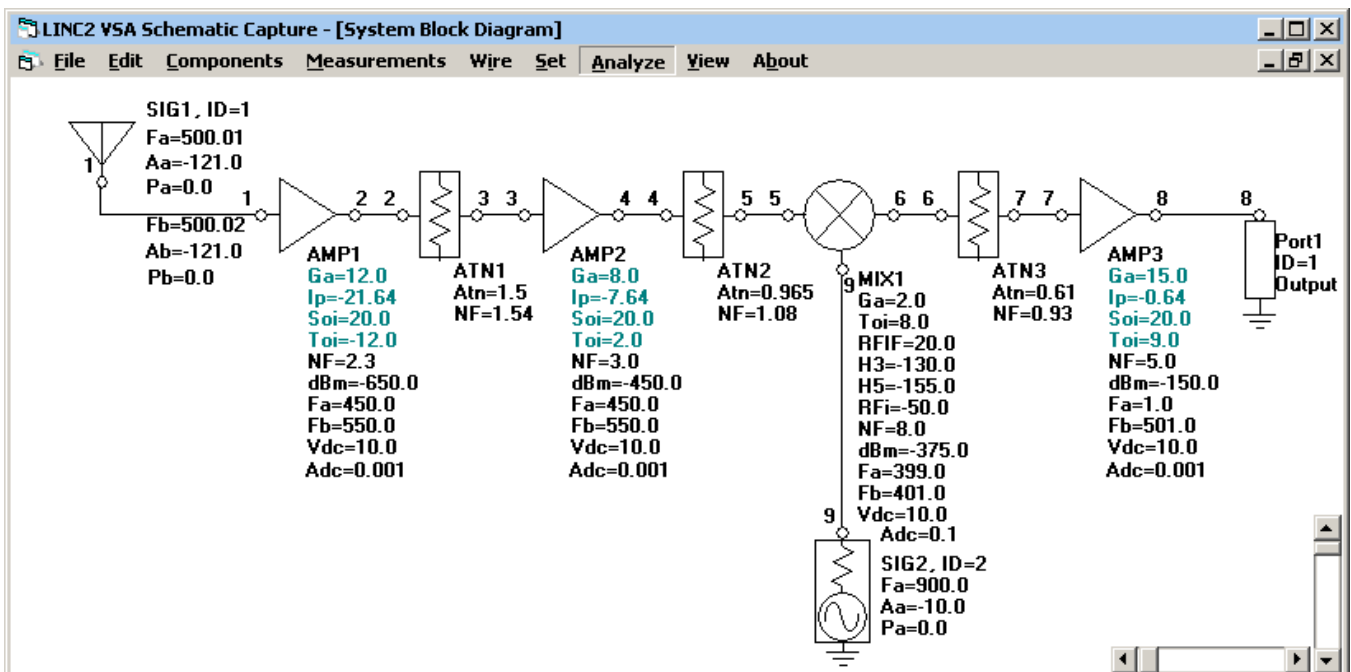 LINC2 VSA Schematic Capture - [System Block Diagram]
File Edit Components Measurements Wire Set Analyze View About
SIG1, ID=1
Fa=500.01
Aa=-121.0
Pa=0.0
Fb=500.02
Ab=-121.0
Pb=0.0
1
1
2 2
3 3
4 4
5 5
6 6
7 7
8
8
AMP1
Ga=12.0
Ip=-21.64
Soi=20.0
Toi=-12.0
NF=2.3
dBm=-650.0
Fa=450.0
Fb=550.0
Vdc=10.0
Adc=0.001
ATN1
Atn=1.5
NF=1.54
AMP2
Ga=8.0
Ip=-7.64
Soi=20.0
Toi=2.0
NF=3.0
dBm=-450.0
Fa=450.0
Fb=550.0
Vdc=10.0
Adc=0.001
ATN2
Atn=0.965
NF=1.08
9
MIX1
Ga=2.0
Toi=8.0
RFIF=20.0
H3=-130.0
H5=-155.0
RFi=-50.0
NF=8.0
dBm=-375.0
Fa=399.0
Fb=401.0
Vdc=10.0
Adc=0.1
9
SIG2, ID=2
Fa=900.0
Aa=-10.0
Pa=0.0
ATN3
Atn=0.61
NF=0.93
AMP3
Ga=15.0
Ip=-0.64
Soi=20.0
Toi=9.0
NF=5.0
dBm=-150.0
Fa=1.0
Fb=501.0
Vdc=10.0
Adc=0.001
Port1
ID=1
Output